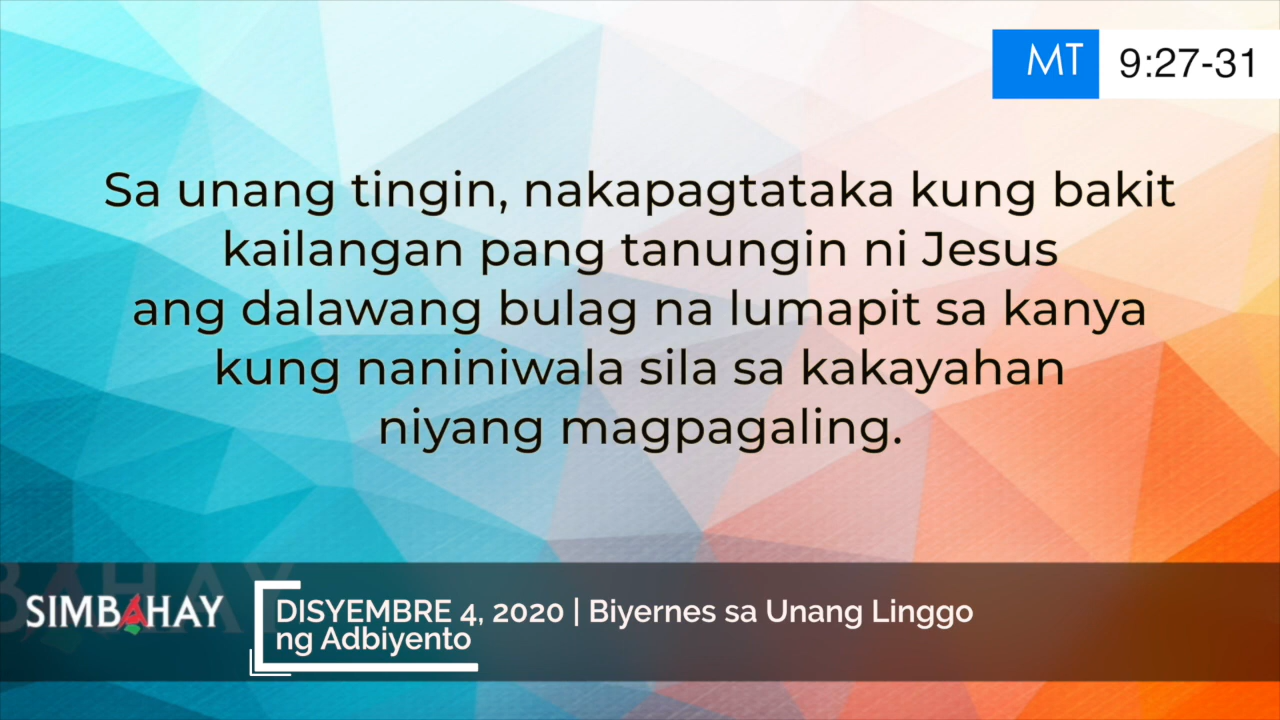 MT 9:27-31
Sa unang tingin, nakapagtataka kung bakit
kailangan pang tanungin ni Jesus
ang dalawang bulag na lumapit sa kanya
kung naniniwala sila sa kakayahan
niyang magpagaling.
SIMBAHAY
DISYEMBRE 4, 2020 | Biyernes sa Unang Linggo
ng Adbiyento